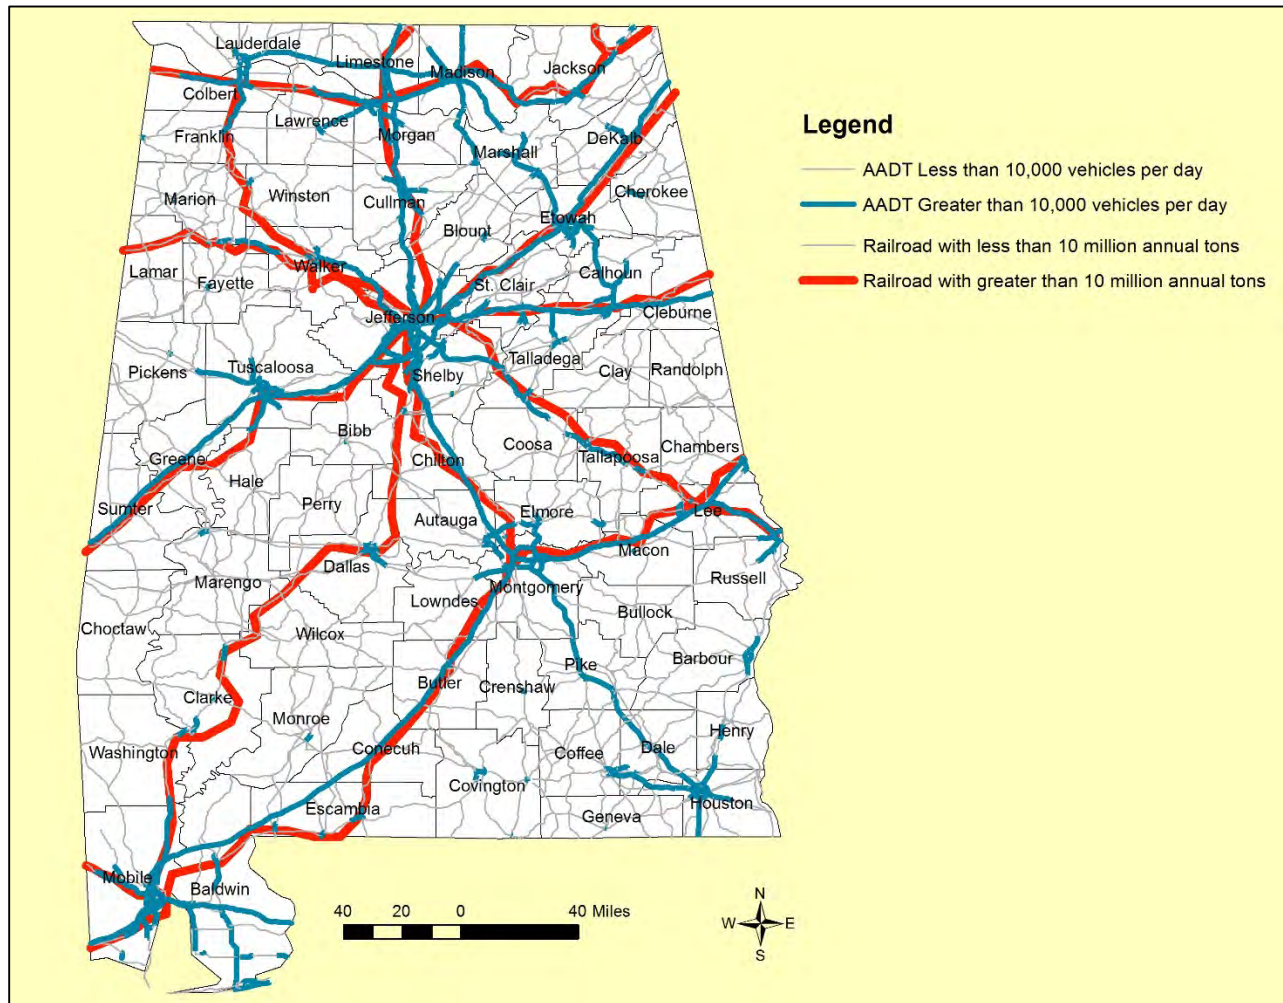 Lauderdale
Limestone
Madison
Jackson
Colbert
Lawrence
Franklin
Morgan
Marshall
DeKalb
Marion
Winston
Cullman
Cherokee
Etowah
Blount
Lamar
Walker
Fayette
St. Clair
Calhoun
Jefferson
Cleburne
Pickens
Tuscaloosa
Talladega
Shelby
Clay
Randolph
Bibb
Coosa
Chambers
Greene
Chilton
Tallapoosa
Hale
Perry
Sumter
Autauga
Elmore
Lee
Macon
Dallas
Marengo
Montgomery
Russell
Lowndes
Bullock
Choctaw
Wilcox
Pike
Barbour
Butler
Crenshaw
Clarke
Monroe
Henry
Washington
Conecuh
Coffee
Dale
Covington
Escambia
Houston
Geneva
Mobile
Baldwin
Legend
AADT Less than 10,000 vehicles per day
AADT Greater than 10,000 vehicles per day
Railroad with less than 10 million annual tons
Railroad with greater than 10 million annual tons
40 20 0 40 Miles
N
W E
S